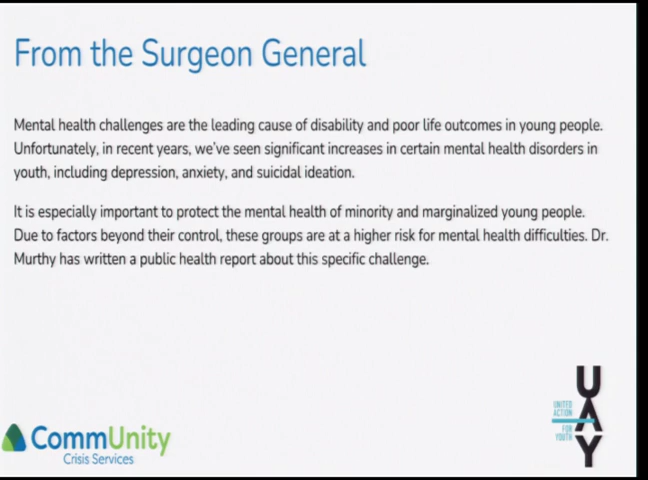 From the Surgeon General
Mental health challenges are the leading cause of disability and poor life outcomes in young people.
Unfortunately, in recent years, we've seen significant increases in certain mental health disorders in
youth, including depression, anxiety, and suicidal ideation.
It is especially important to protect the mental health of minority and marginalized young people.
Due to factors beyond their control, these groups are at a higher risk for mental health difficulties. Dr.
Murthy has written a public health report about this specific challenge.
CommUnity
Crisis Services
UAY
UNITED
ACTION
FOR
YOUTH